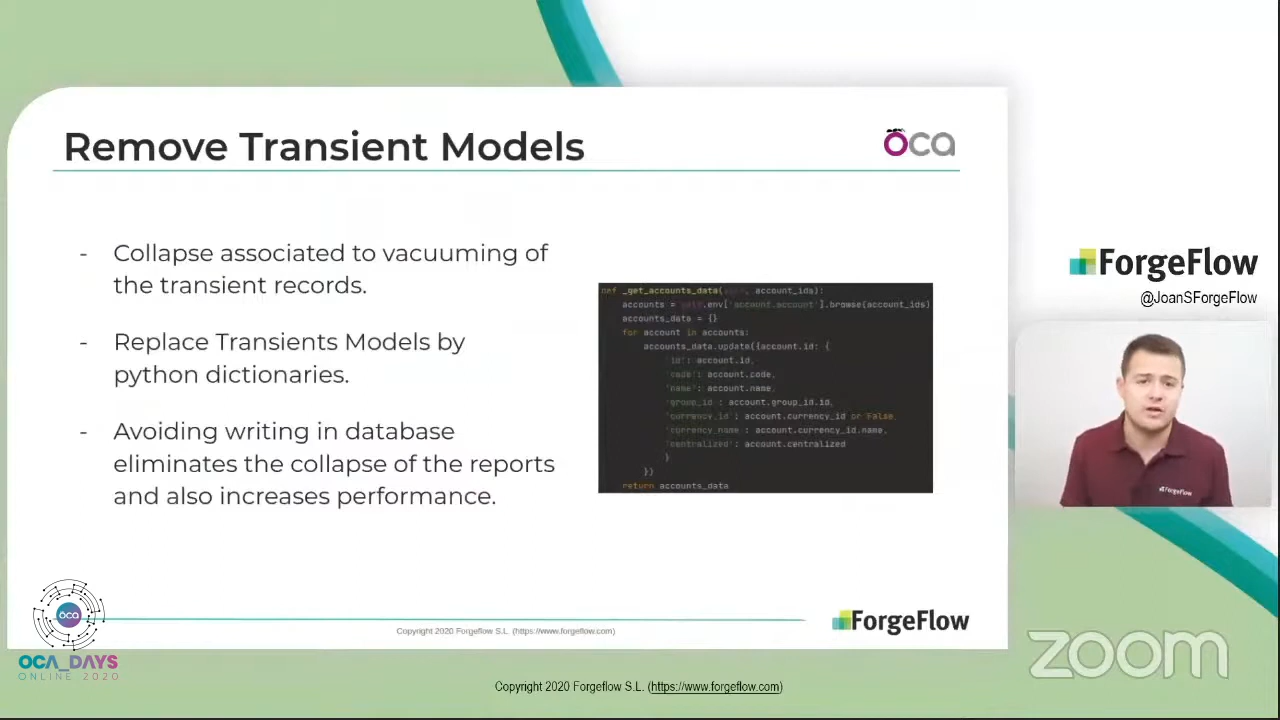 Remove Transient Models
ŏca
- Collapse associated to vacuuming of
the transient records.
- Replace Transients Models by
python dictionaries.
- Avoiding writing in database
eliminates the collapse of the reports
and also increases performance.
def _get_accounts_data(self, account_ids):
accounts = self.env['account.account'].browse(account_ids)
accounts_data = {}
for account in accounts:
accounts_data.update({account.id: {
'id': account.id,
'code': account.code,
'name': account.name,
'group_id': account.group_id.id,
'currency_id': account.currency_id or False,
'currency_name': account.currency_id.name,
'centralized': account.centralized
}
})
return accounts_data
ForgeFlow
@JoanSForgeFlow
ForgeFlow
oca
OCA_DAYS
ONLINE 2020
Copyright 2020 Forgeflow S.L. (https://www.forgeflow.com)
ForgeFlow
zoom
Copyright 2020 Forgeflow S.L. (https://www.forgeflow.com)